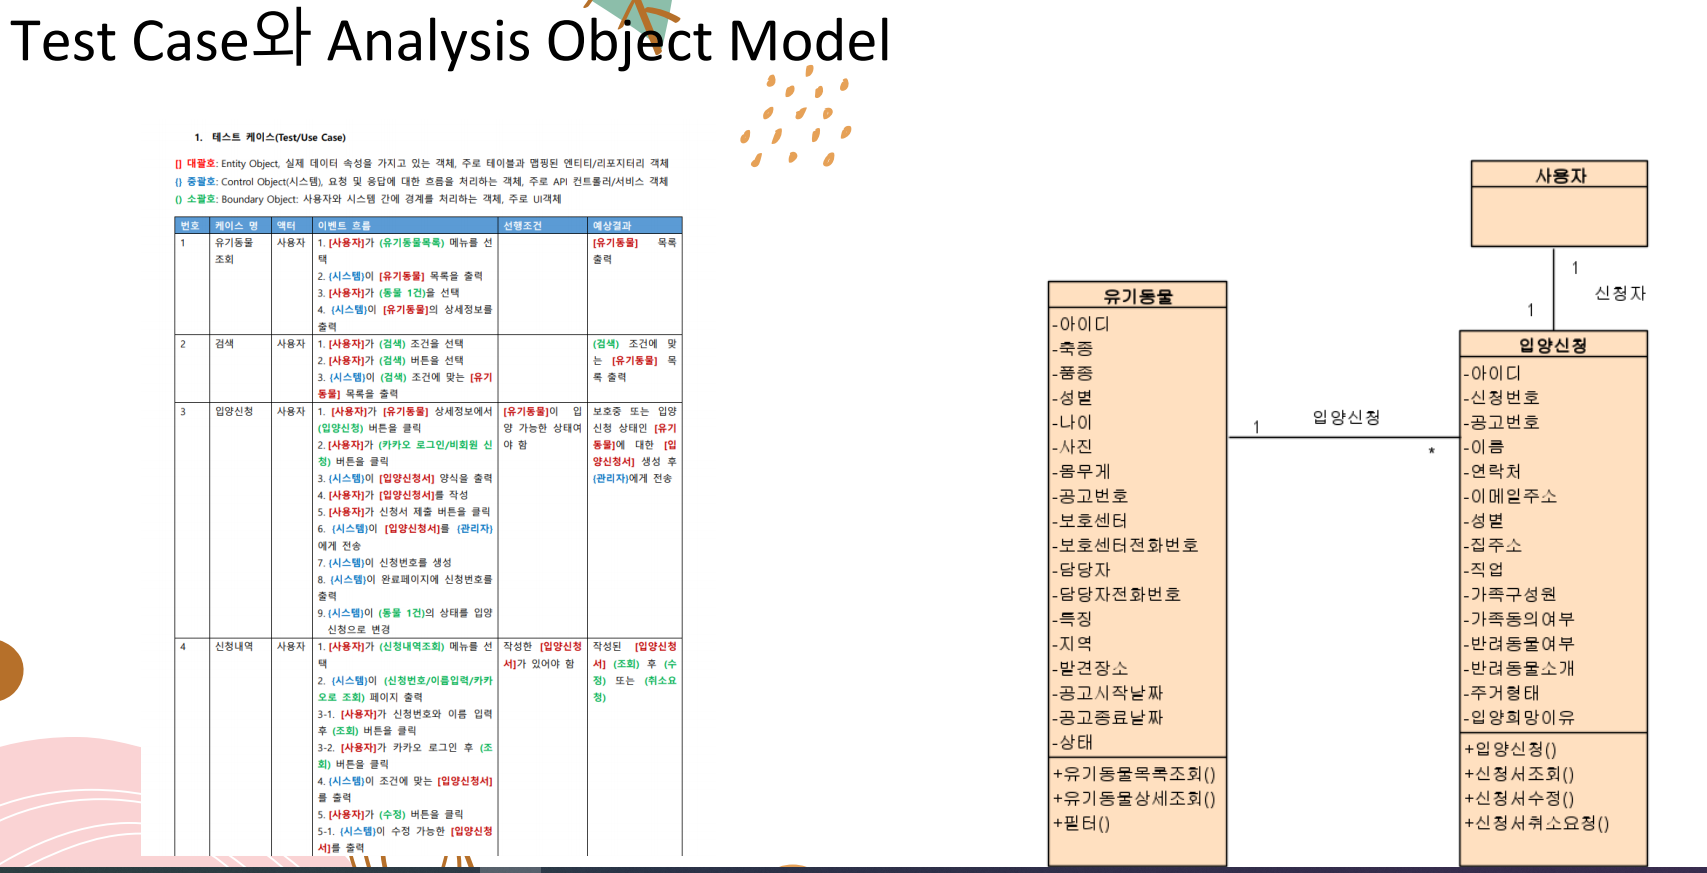 Test Case와 Analysis Object Model
1. 테스트 케이스(Test/Use Case)
[] 대괄호: Entity Object, 실제 데이터 속성을 가지고 있는 객체, 주로 테이블과 맵핑된 엔티티/리포지터리 객체
{} 중괄호: Control Object(시스템), 요청 및 응답에 대한 흐름을 처리하는 객체, 주로 API 컨트롤러/서비스 객체
() 소괄호: Boundary Object: 사용자와 시스템 간에 경계를 처리하는 객체, 주로 UI객체
번호 케이스 명 액터 이벤트 흐름 선행조건 예상결과
1
유기동물
조회
사용자
1. [사용자]가 (유기동물목록) 메뉴를 선
택
2. {시스템}이 [유기동물] 목록을 출력
3. [사용자]가 (동물 1건)을 선택
4. {시스템}이 [유기동물]의 상세정보를
출력
[유기동물] 목록
출력
2
검색
사용자
1. [사용자]가 (검색) 조건을 선택
2. [사용자]가 (검색) 버튼을 선택
3. {시스템}이 (검색) 조건에 맞는 [유기
동물] 목록을 출력
(검색) 조건에 맞
는 [유기동물] 목
록 출력
3
입양신청
사용자
1. [사용자]가 [유기동물] 상세정보에서
(입양신청) 버튼을 클릭
2. [사용자]가 (카카오 로그인/비회원 신
청) 버튼을 클릭
3. {시스템}이 [입양신청서] 양식을 출력
4. [사용자]가 [입양신청서]를 작성
5. [사용자]가 신청서 제출 버튼을 클릭
6. {시스템}이 [입양신청서]를 {관리자}
에게 전송
7. {시스템}이 신청번호를 생성
8. {시스템}이 완료페이지에 신청번호를
출력
9. {시스템}이 (동물 1건)의 상태를 입양
신청으로 변경
[유기동물]이 입
양 가능한 상태여
야 함
보호중 또는 입양
신청 상태인 [유기
동물]에 대한 [입
양신청서] 생성 후
{관리자}에게 전송
4
신청내역
사용자
1. [사용자]가 (신청내역조회) 메뉴를 선
택
2. {시스템}이 (신청번호/이름입력/카카
오로 조회) 페이지 출력
3-1. [사용자]가 신청번호와 이름 입력
후 (조회) 버튼을 클릭
3-2. [사용자]가 카카오 로그인 후 (조
회) 버튼을 클릭
4. {시스템}이 조건에 맞는 [입양신청서]
를 출력
5. [사용자]가 (수정) 버튼을 클릭
5-1. {시스템}이 수정 가능한 [입양신청
서]를 출력
작성한 [입양신청
서]가 있어야 함
작성된 [입양신청
서] (조회) 후 (수
정) 또는 (취소요
청)
유기동물
-아이디
-축종
-품종
-성별
-나이
-사진
-몸무게
-공고번호
-보호센터
-보호센터전화번호
-담당자
-담당자전화번호
-특징
-지역
-발견장소
-공고시작날짜
-공고종료날짜
-상태
+유기동물목록조회()
+유기동물상세조회()
+필터()
1
입양신청
*
사용자
1
신청자
1
입양신청
-아이디
-신청번호
-공고번호
-이름
-연락처
-이메일주소
-성별
-집주소
-직업
-가족구성원
-가족동의여부
-반려동물여부
-반려동물소개
-주거형태
-입양희망이유
+입양신청()
+신청서조회()
+신청서수정()
+신청서취소요청()